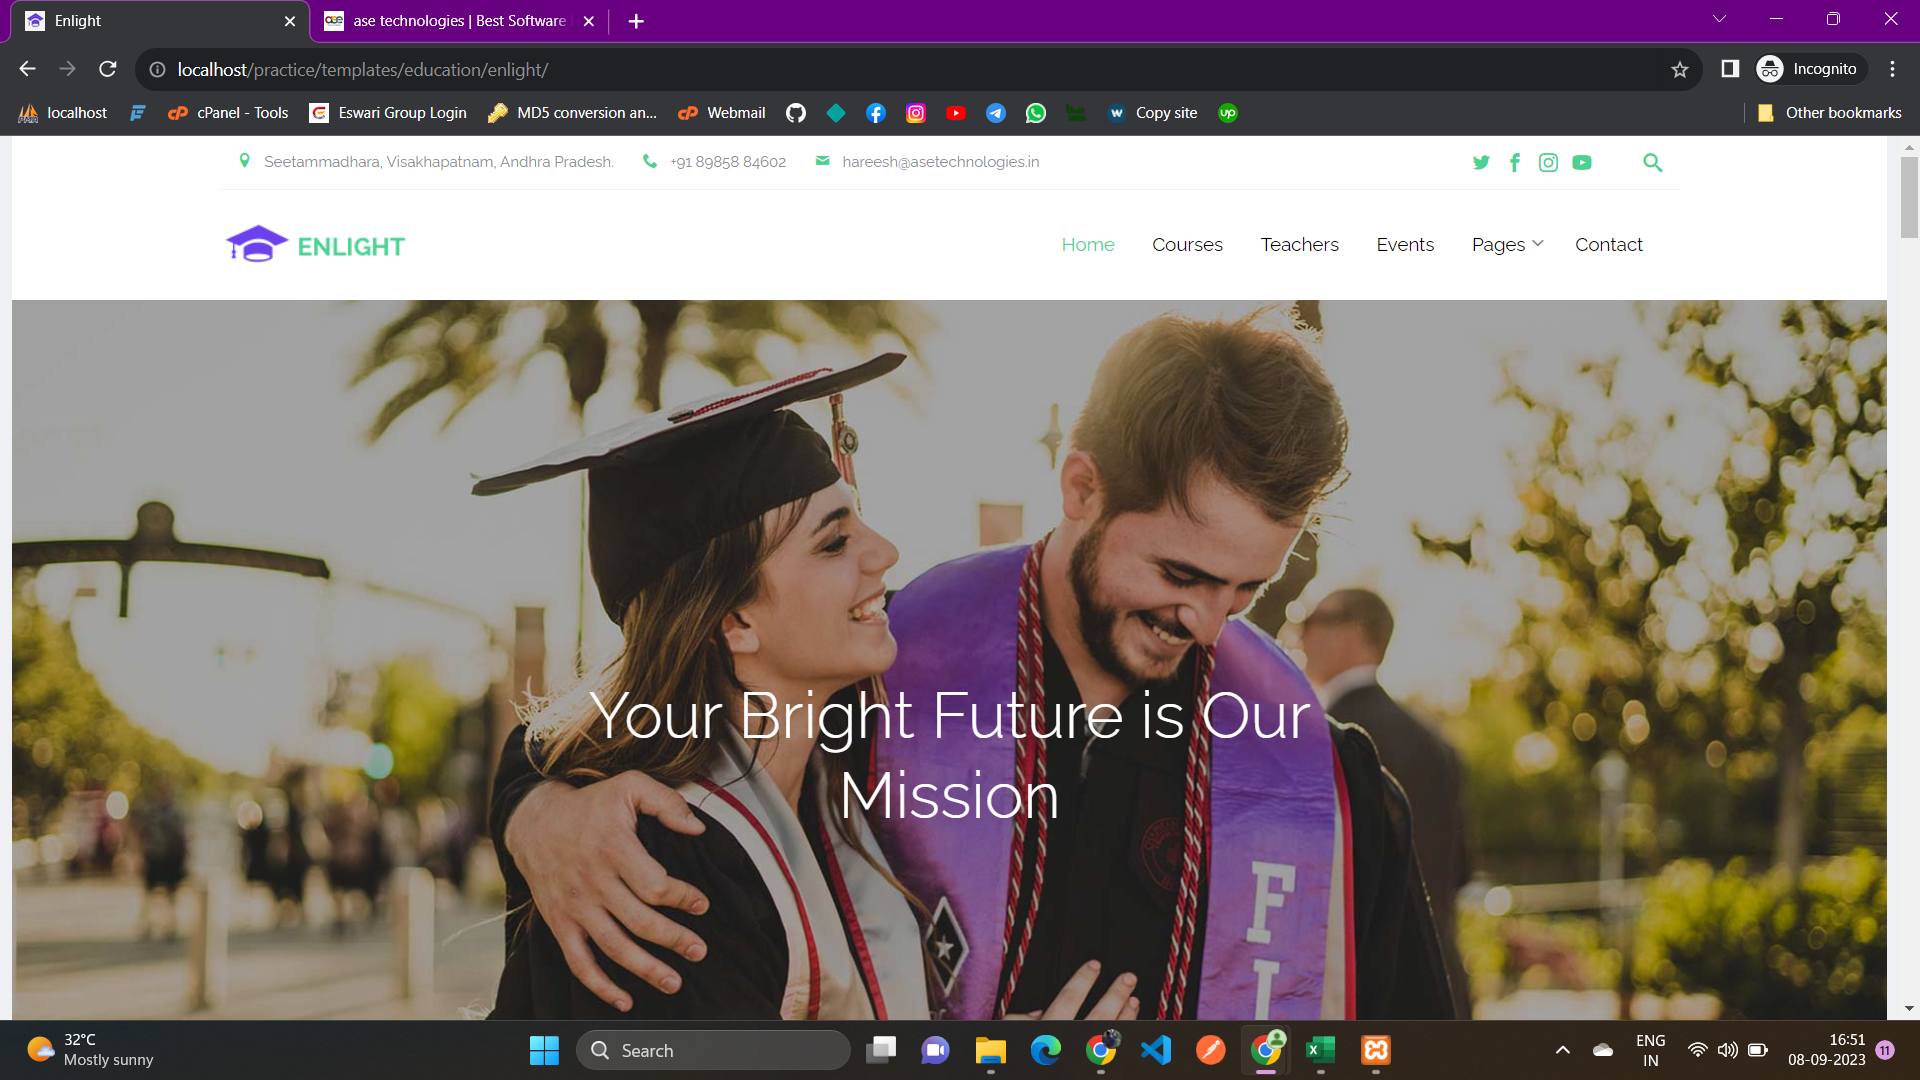 Enlight
ase technologies | Best Software
localhost/practice/templates/education/enlight/
Incognito
localhost
cPanel - Tools
Eswari Group Login
MD5 conversion an...
Webmail
Copy site
Other bookmarks
Seetammadhara, Visakhapatnam, Andhra Pradesh.
+91 89858 84602
hareesh@asetechnologies.in
ENLIGHT
Home
Courses
Teachers
Events
Pages
Contact
Your Bright Future is Our
Mission
FI
32°C
Mostly sunny
Search
ENG
IN
16:51
08-09-2023
11